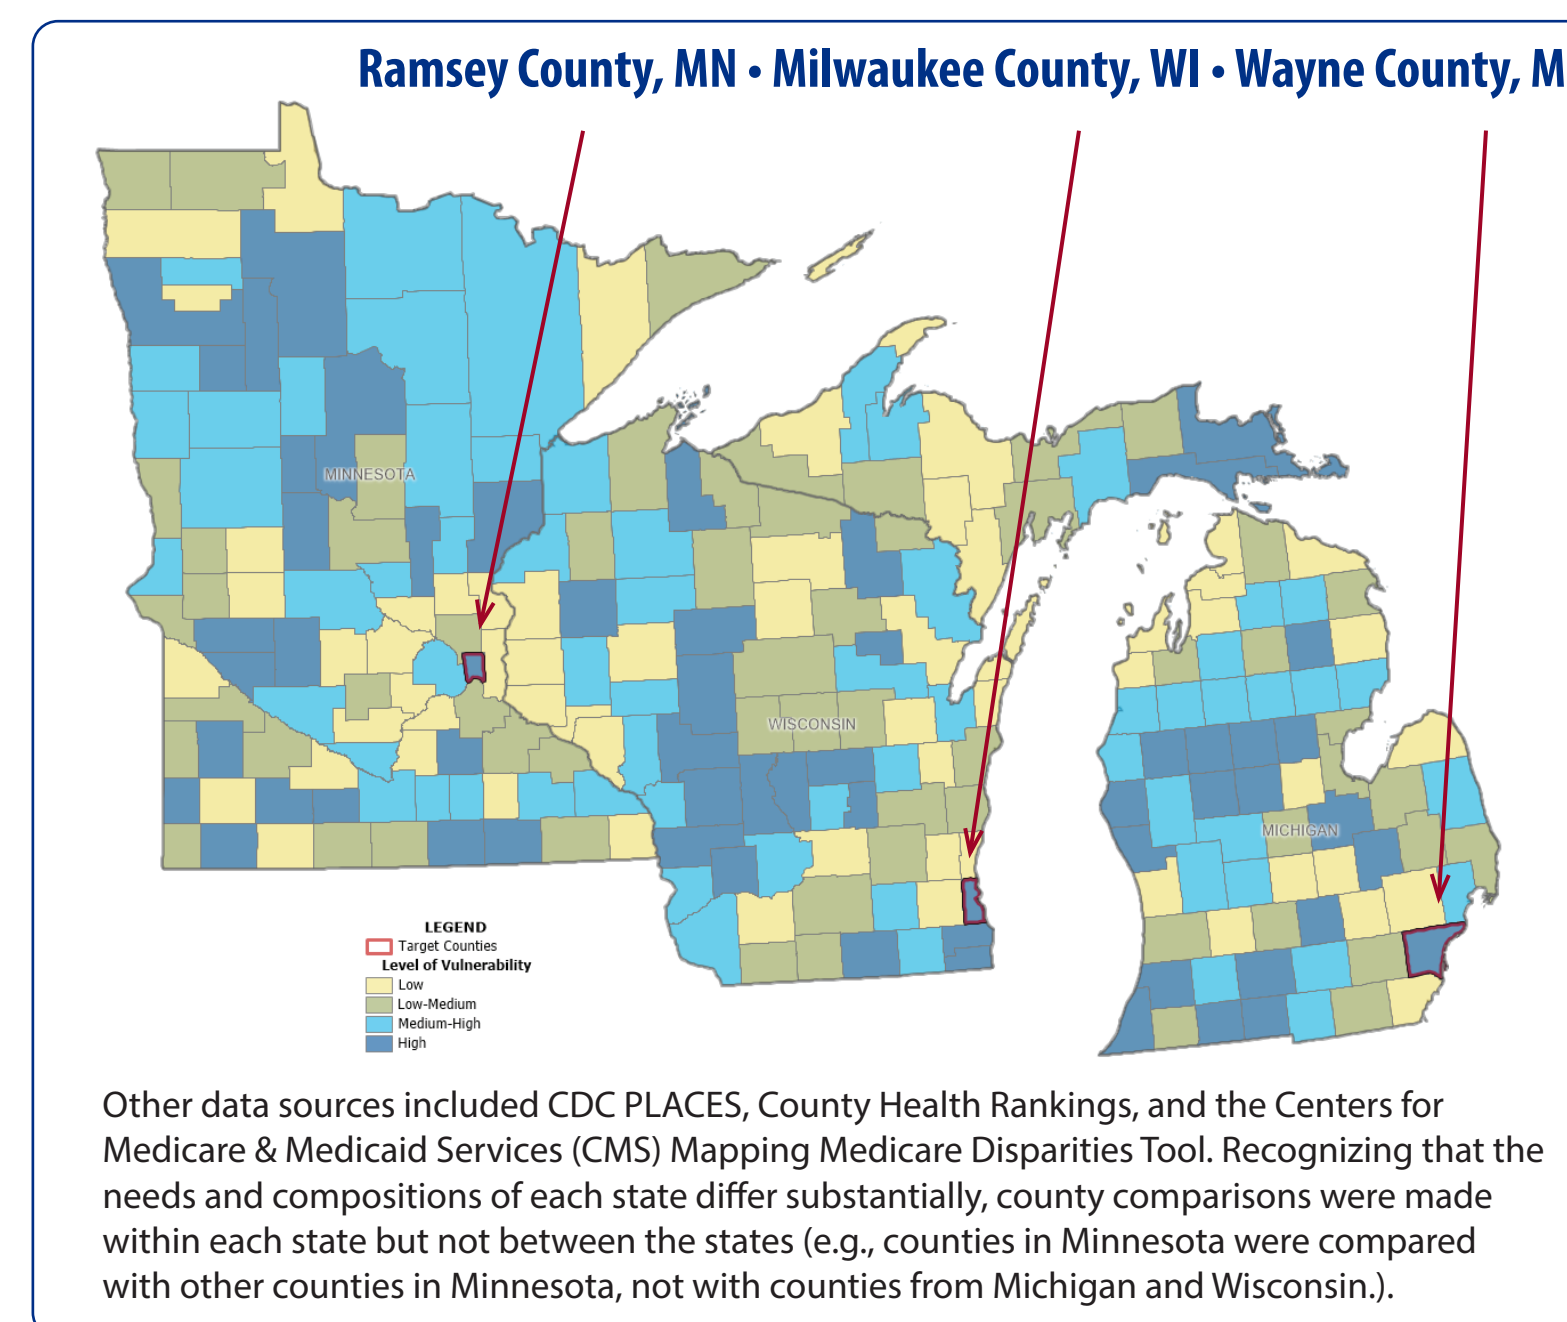 Ramsey County, MN • Milwaukee County, WI • Wayne County, M
MINNESOTA
WISCONSIN
MICHIGAN
LEGEND
Target Counties
Level of Vulnerability
Low
Low-Medium
Medium-High
High
Other data sources included CDC PLACES, County Health Rankings, and the Centers for
Medicare & Medicaid Services (CMS) Mapping Medicare Disparities Tool. Recognizing that the
needs and compositions of each state differ substantially, county comparisons were made
within each state but not between the states (e.g., counties in Minnesota were compared
with other counties in Minnesota, not with counties from Michigan and Wisconsin.).